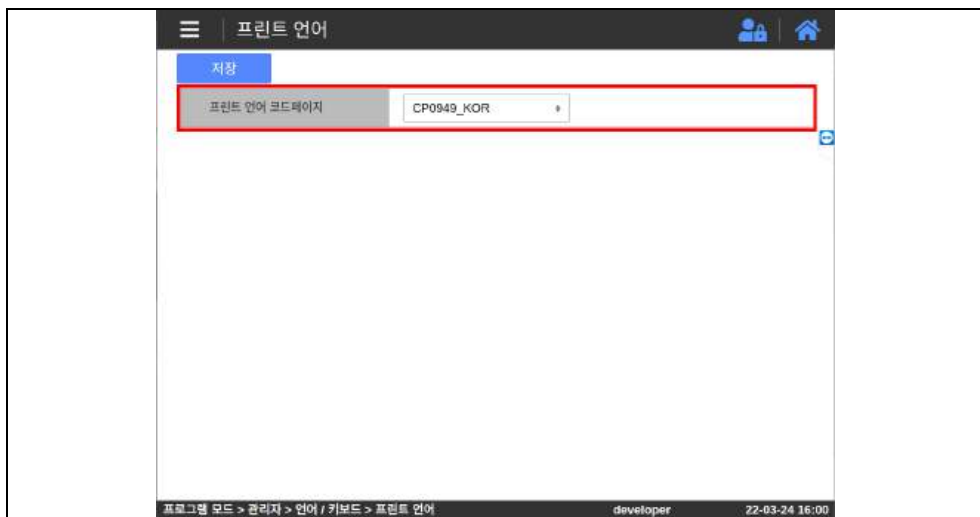 프린트 언어
저장
프린트 언어 코드페이지
CP0949_KOR
프로그램 모드 > 관리자 > 언어 / 키보드 > 프린트 언어
developer
22-03-24 16:00